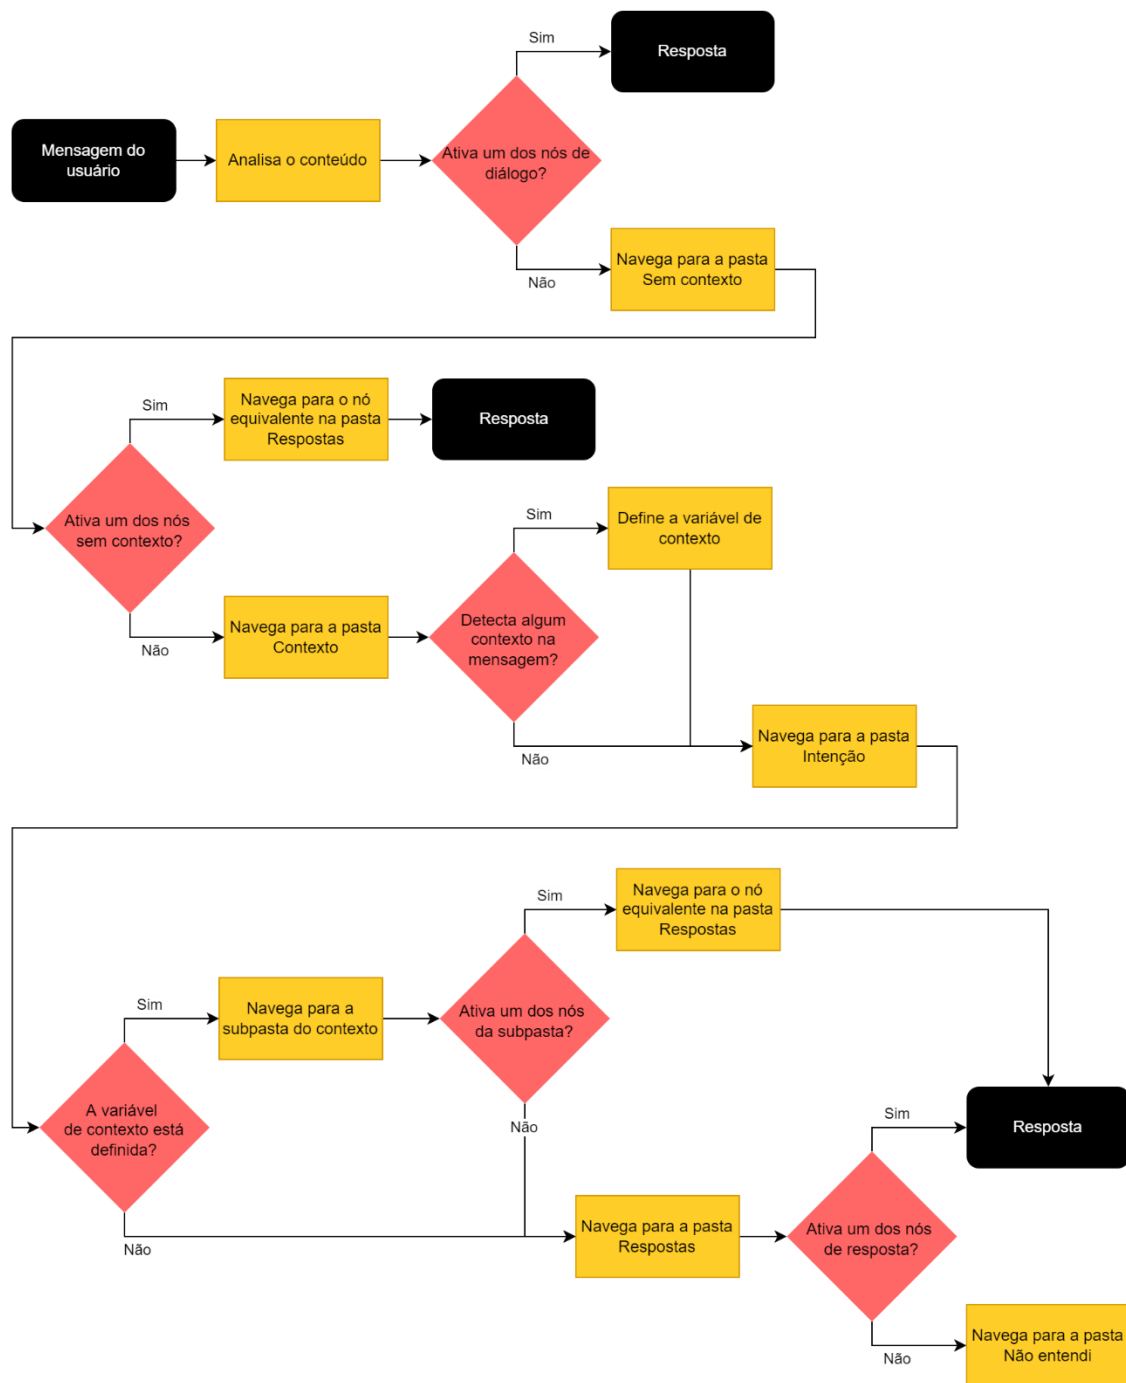 Sim
Resposta
Mensagem do
usuário
Analisa o conteúdo
Ativa um dos nós de
diálogo?
Não
Navega para a pasta
Sem contexto
Sim
Navega para o nó
equivalente na pasta
Respostas
Resposta
Ativa um dos nós
sem contexto?
Não
Navega para a pasta
Contexto
Sim
Define a variável de
contexto
Detecta algum
contexto na
mensagem?
Não
Navega para a pasta
Intenção
Sim
Navega para o nó
equivalente na pasta
Respostas
Sim
Navega para a
subpasta do contexto
Ativa um dos nós
da subpasta?
A variável
de contexto está
definida?
Não
Sim
Resposta
Não
Navega para a pasta
Respostas
Ativa um dos nós
de resposta?
Não
Navega para a pasta
Não entendi